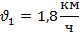 𝜗₁ = 1,8 км/ч